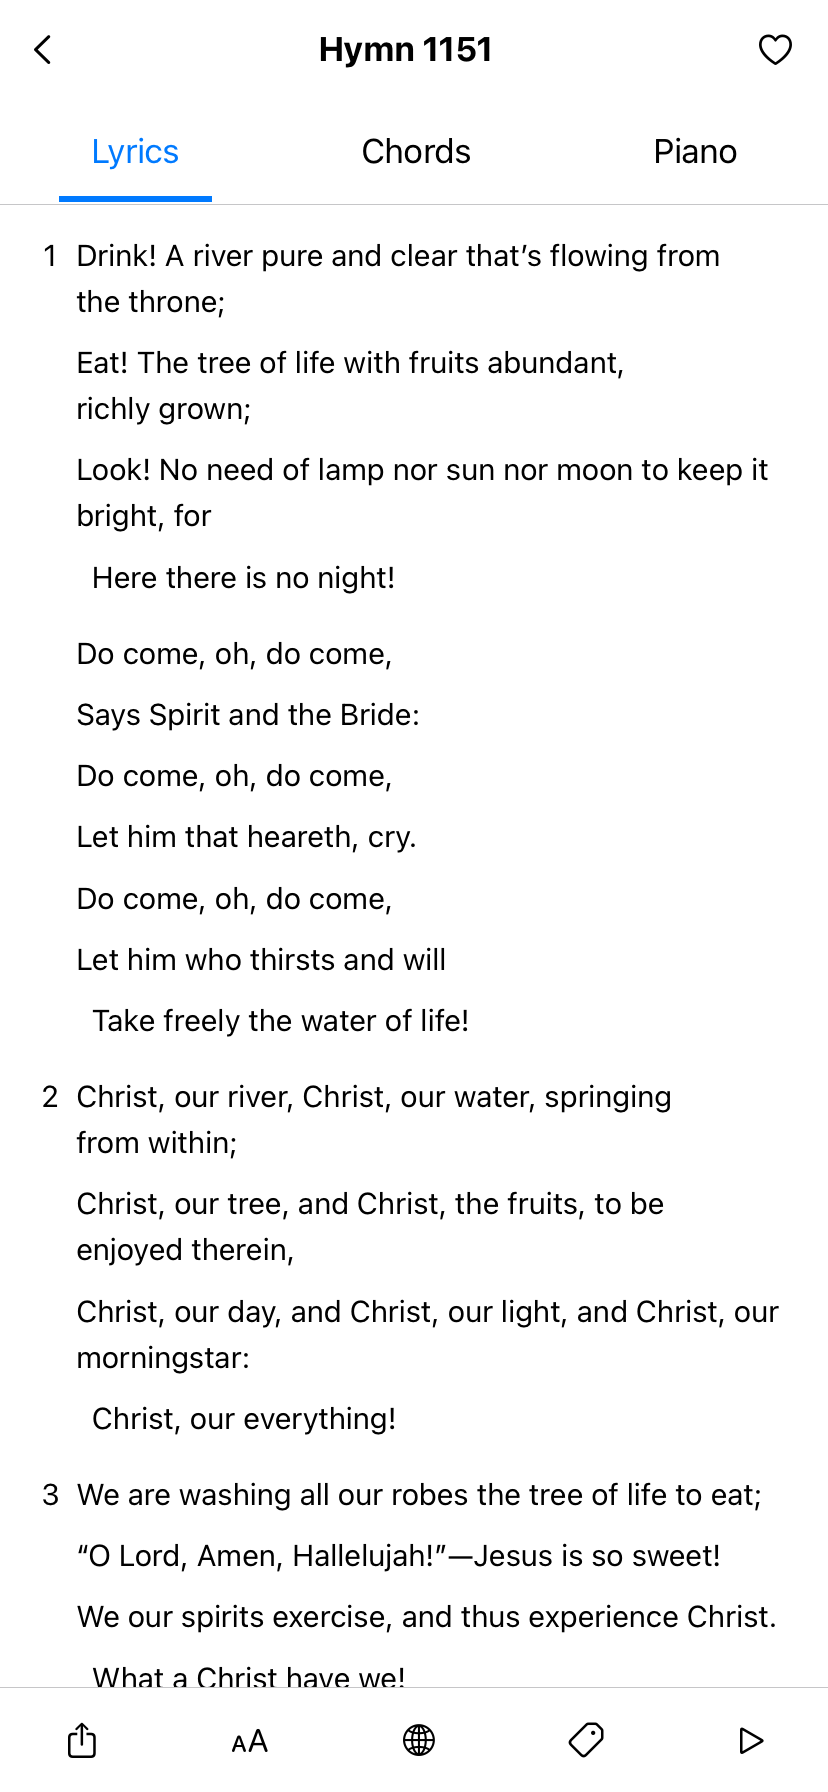 Hymn 1151
Lyrics Chords Piano
1 Drink! A river pure and clear that’s flowing from
the throne;
Eat! The tree of life with fruits abundant,
richly grown;
Look! No need of lamp nor sun nor moon to keep it
bright, for
Here there is no night!
Do come, oh, do come,
Says Spirit and the Bride:
Do come, oh, do come,
Let him that heareth, cry.
Do come, oh, do come,
Let him who thirsts and will
Take freely the water of life!
2 Christ, our river, Christ, our water, springing
from within;
Christ, our tree, and Christ, the fruits, to be
enjoyed therein,
Christ, our day, and Christ, our light, and Christ, our
morningstar:
Christ, our everything!
3 We are washing all our robes the tree of life to eat;
“O Lord, Amen, Hallelujah!”—Jesus is so sweet!
We our spirits exercise, and thus experience Christ.
What a Christ have we!
AA